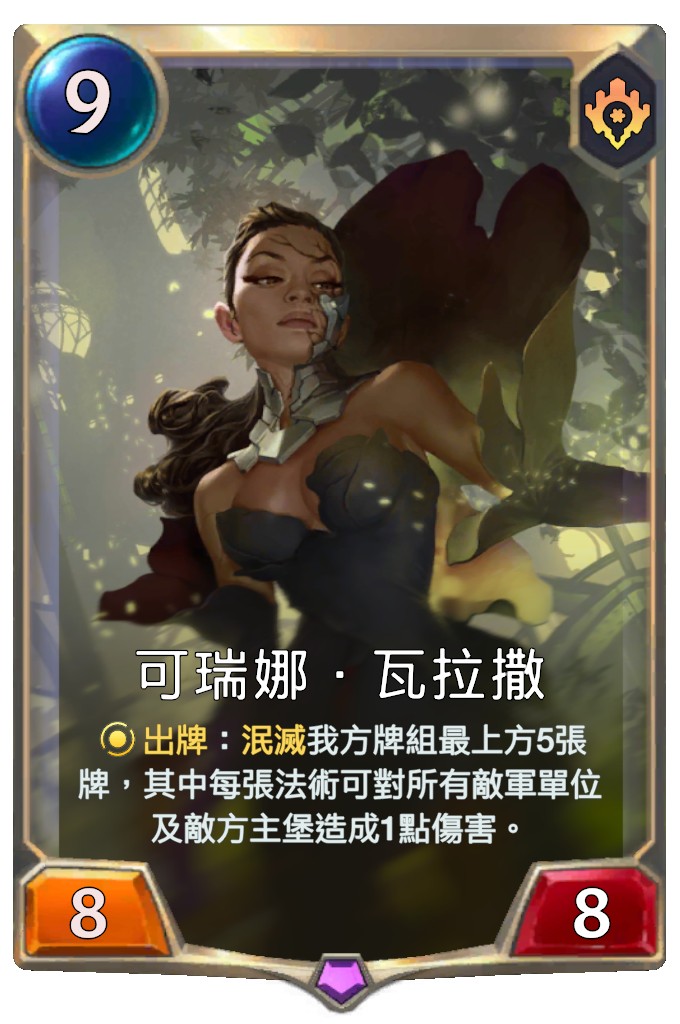 9
可瑞娜·瓦拉撒
出牌：泯滅我方牌組最上方5張
牌，其中每張法術可對所有敵軍單位
及敵方主堡造成1點傷害。
8
8